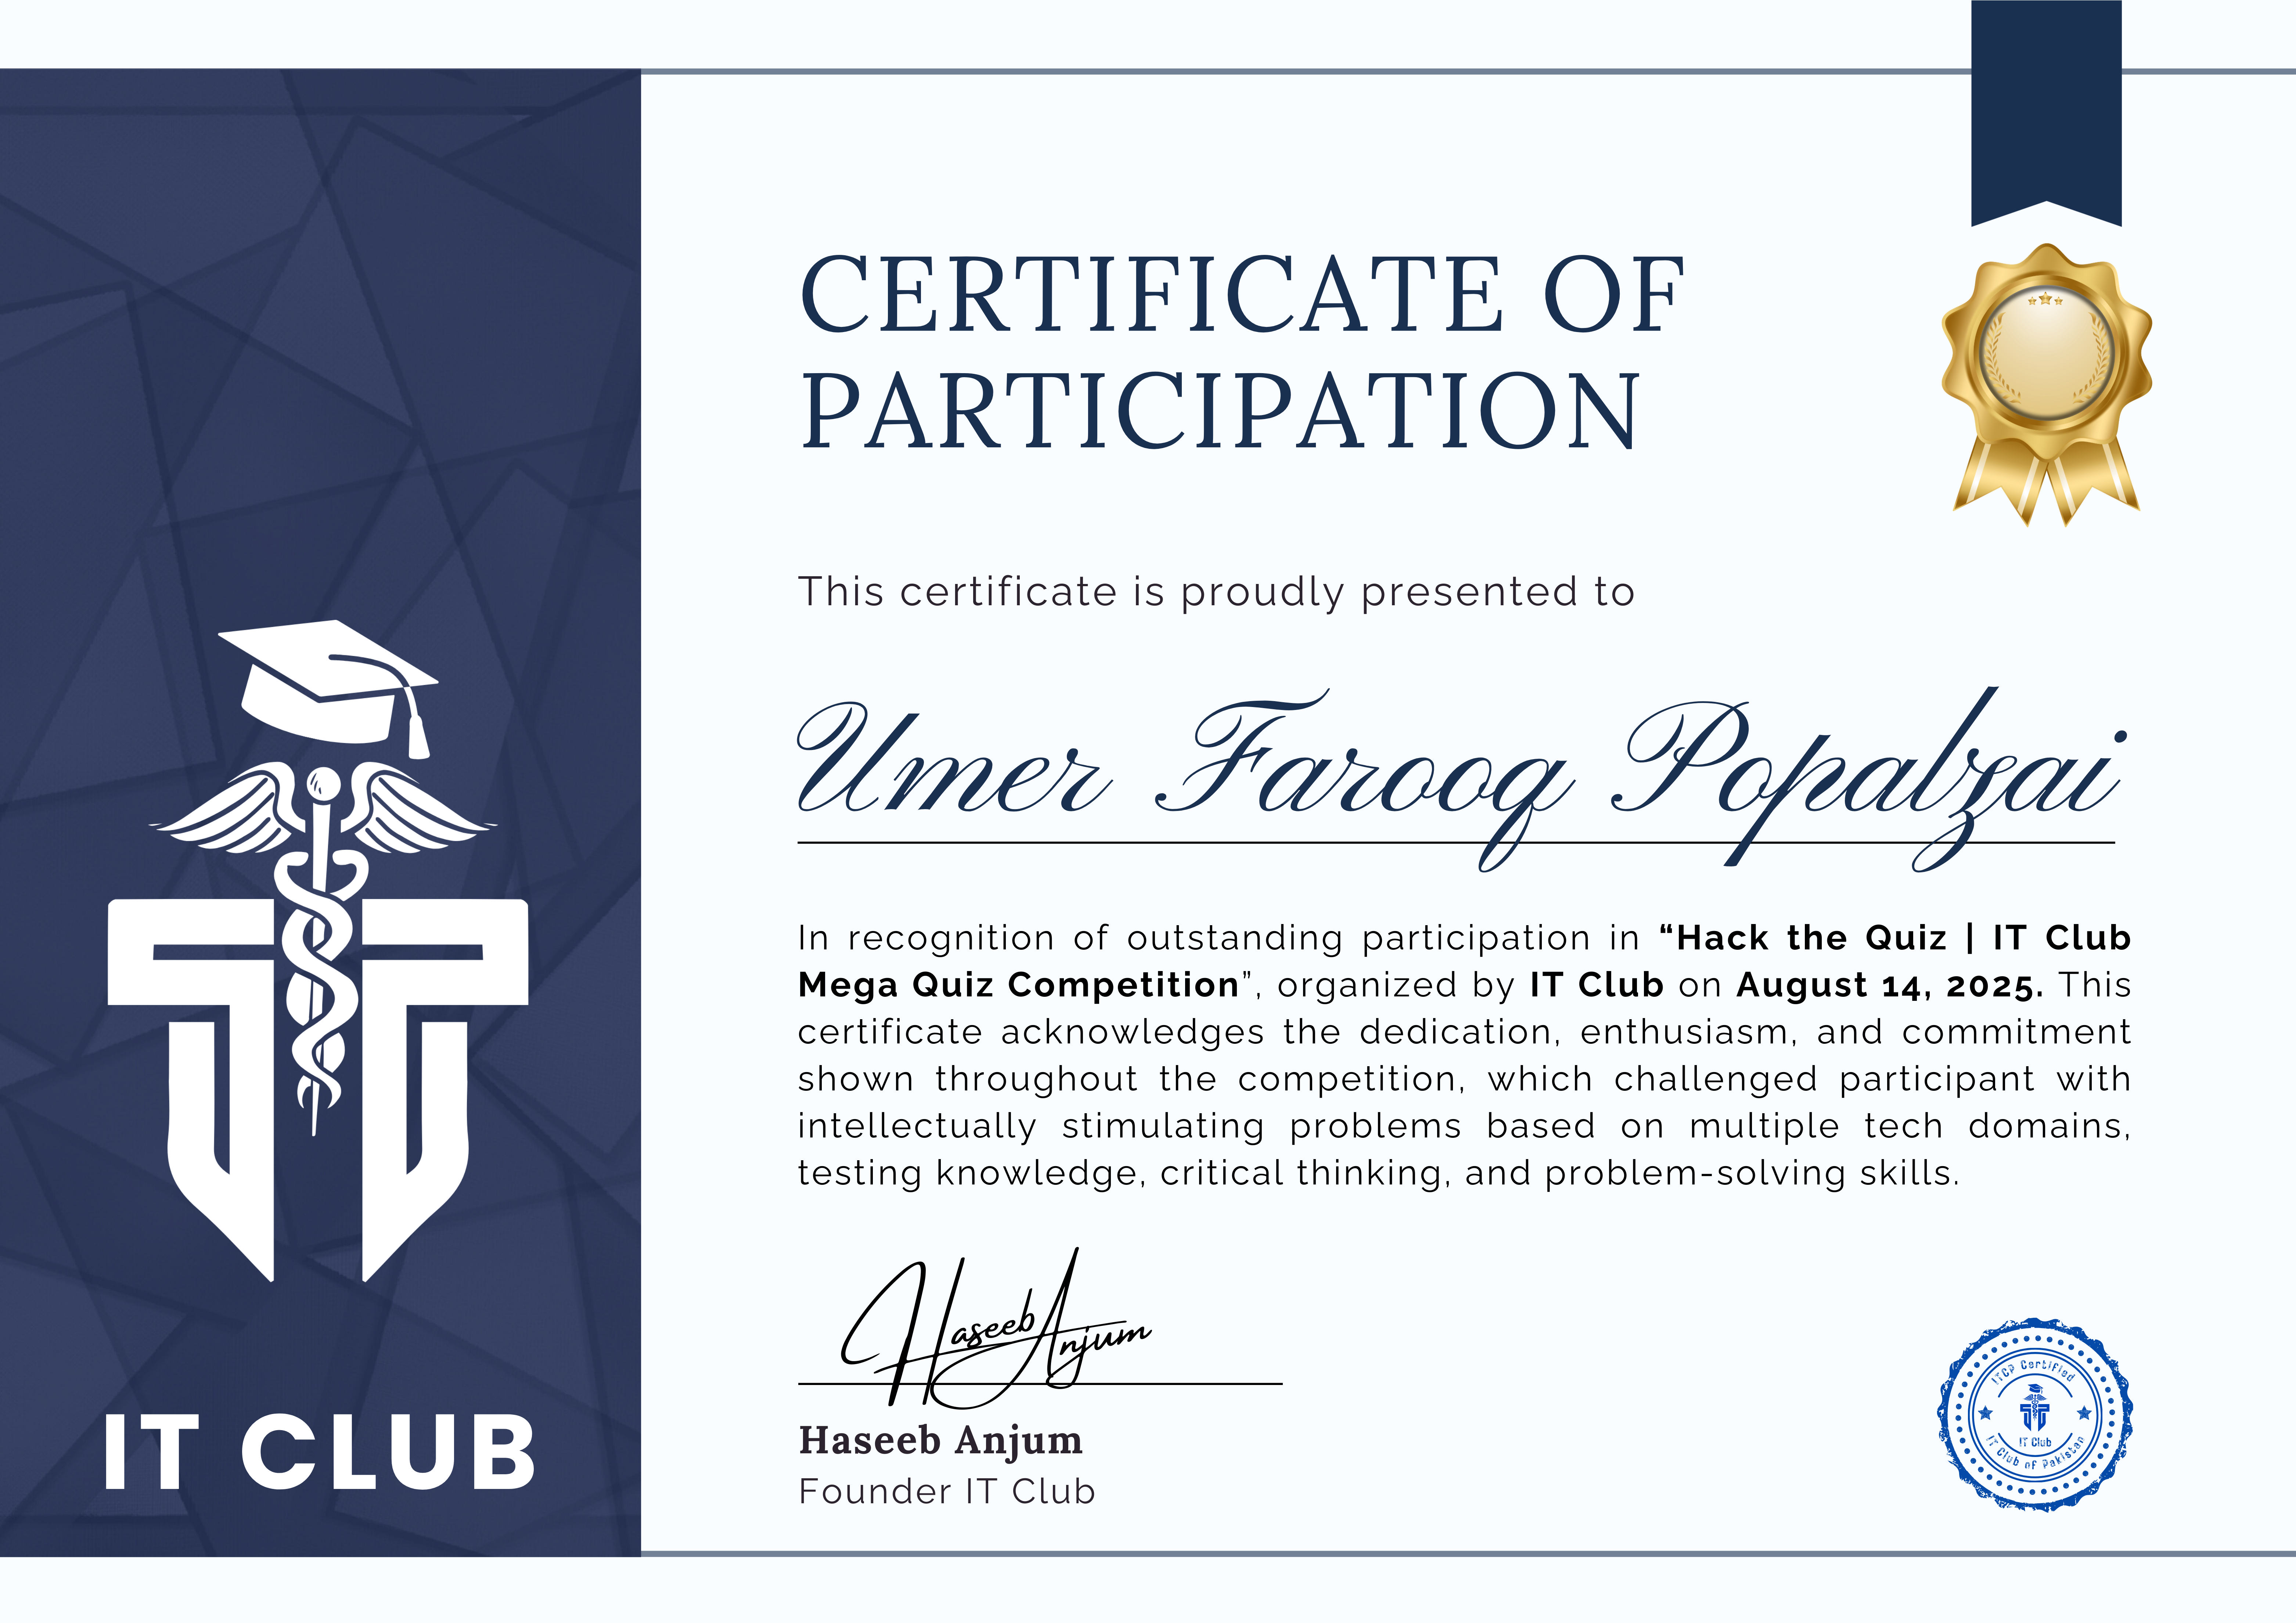 CERTIFICATE OF
PARTICIPATION
This certificate is proudly presented to
Umer Farooq Popalzai
In recognition of outstanding participation in “Hack the Quiz | IT Club
Mega Quiz Competition”, organized by IT Club on August 14, 2025. This
certificate acknowledges the dedication, enthusiasm, and commitment
shown throughout the competition, which challenged participant with
intellectually stimulating problems based on multiple tech domains,
testing knowledge, critical thinking, and problem-solving skills.
Haseeb Anjum
Haseeb Anjum
Founder IT Club
IT CLUB
ITCP Certified
IT Club
IT Club of Pakistan